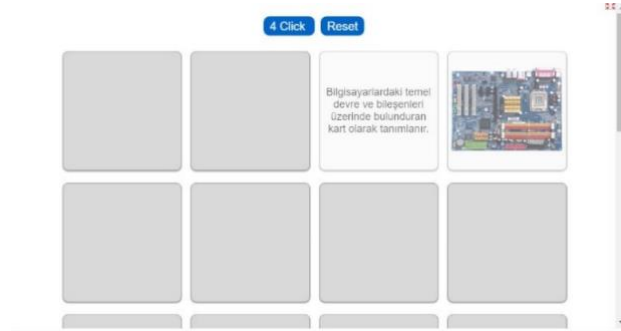 4 Click Reset
Bilgisayarlardaki temel
devre ve bileşenleri
üzerinde bulunduran
kart olarak tanımlanır.